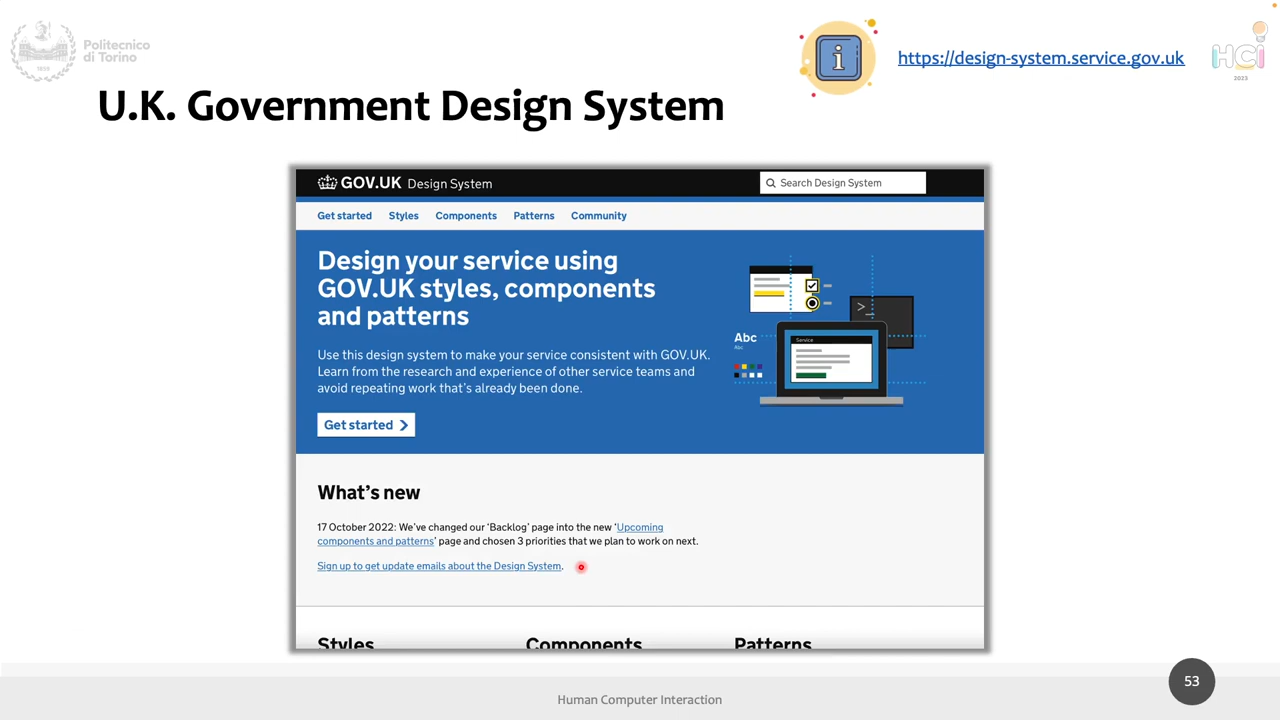 Politecnico
di Torino
1859
https://design-system.service.gov.uk
HCI
2023
U.K. Government Design System
GOV.UK Design System
Search Design System
Get started Styles Components Patterns Community
Design your service using
GOV.UK styles, components
and patterns
Use this design system to make your service consistent with GOV.UK.
Learn from the research and experience of other service teams and
avoid repeating work that’s already been done.
Get started
Abc
Abc
Service
What’s new
17 October 2022: We’ve changed our ‘Backlog’ page into the new ‘Upcoming
components and patterns’ page and chosen 3 priorities that we plan to work on next.
Sign up to get update emails about the Design System.
Styles Components Patterns
Human Computer Interaction
53